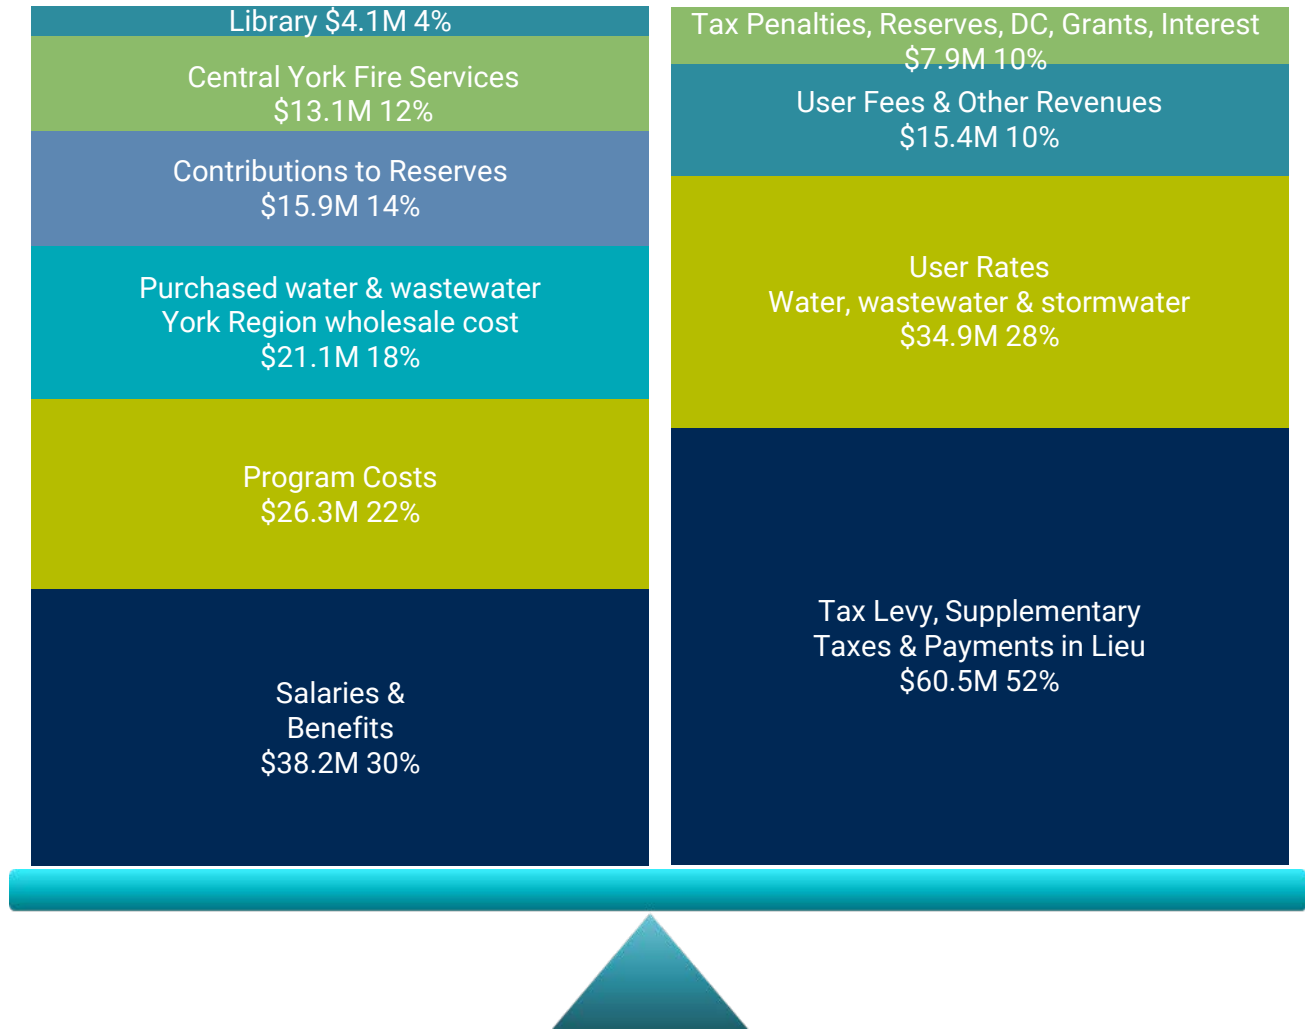 Library $4.1M 4%
Central York Fire Services
$13.1M 12%
Contributions to Reserves
$15.9M 14%
Purchased water & wastewater
York Region wholesale cost
$21.1M 18%
Program Costs
$26.3M 22%
Salaries &
Benefits
$38.2M 30%
Tax Penalties, Reserves, DC, Grants, Interest
$7.9M 10%
User Fees & Other Revenues
$15.4M 10%
User Rates
Water, wastewater & stormwater
$34.9M 28%
Tax Levy, Supplementary
Taxes & Payments in Lieu
$60.5M 52%